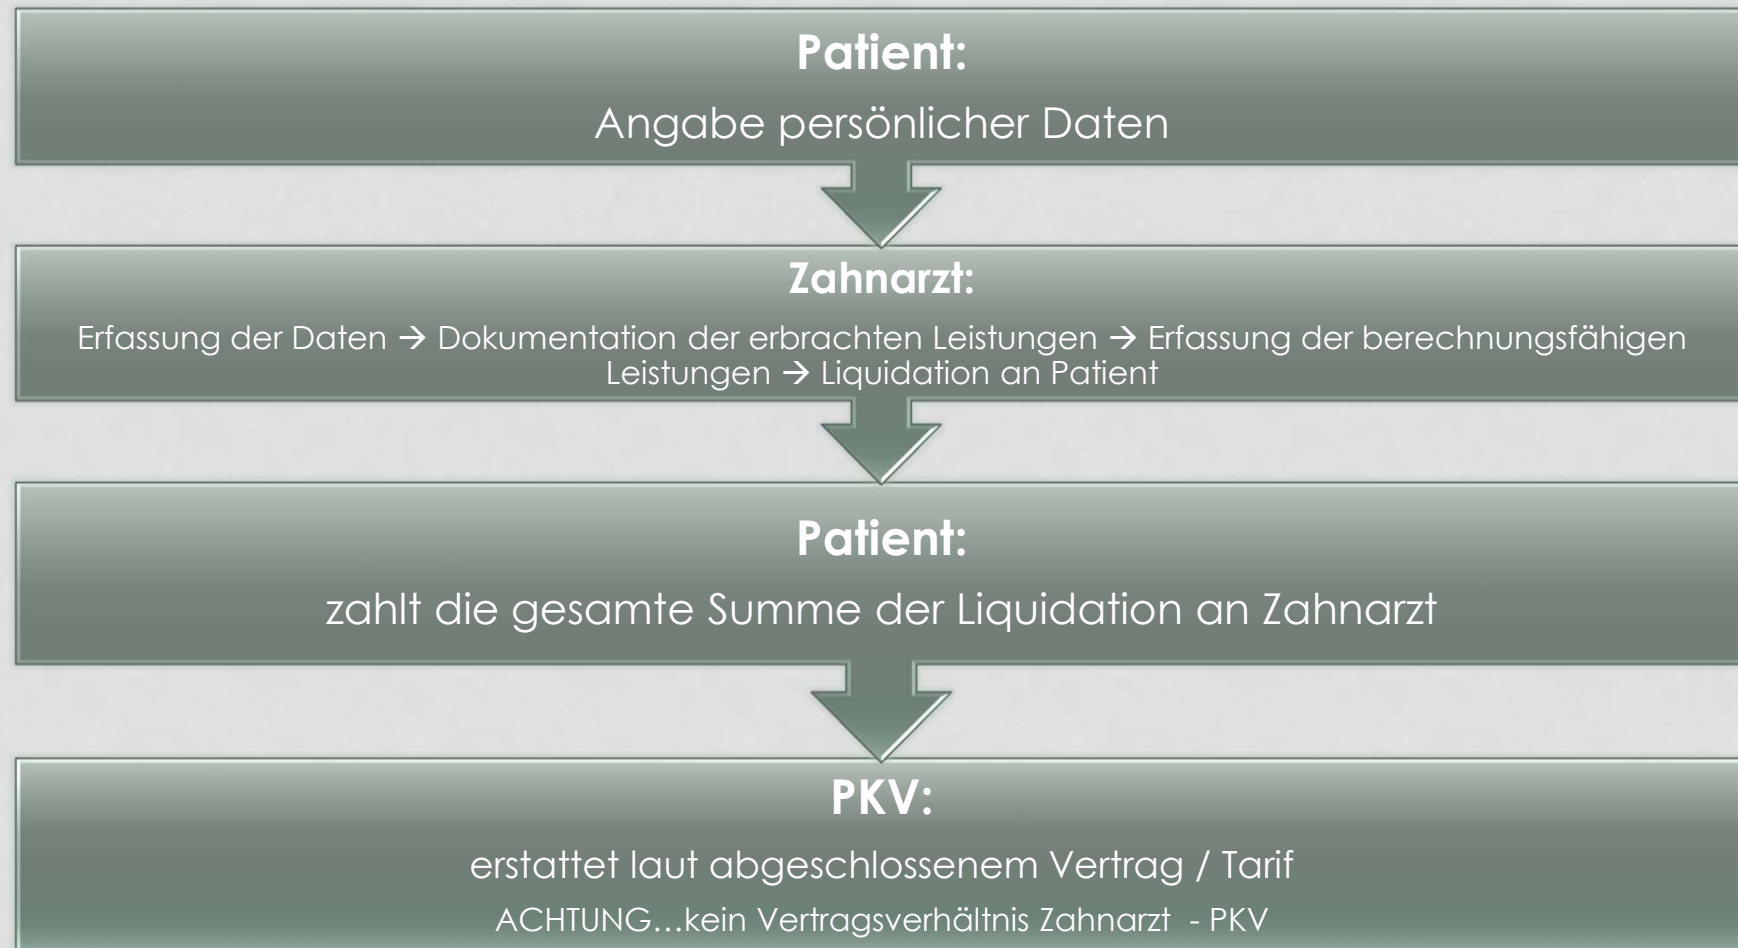 Patient:
Angabe persönlicher Daten
Zahnarzt:
Erfassung der Daten → Dokumentation der erbrachten Leistungen → Erfassung der berechnungsfähigen
Leistungen → Liquidation an Patient
Patient:
zahlt die gesamte Summe der Liquidation an Zahnarzt
PKV:
erstattet laut abgeschlossenem Vertrag / Tarif
ACHTUNG...kein Vertragsverhältnis Zahnarzt - PKV